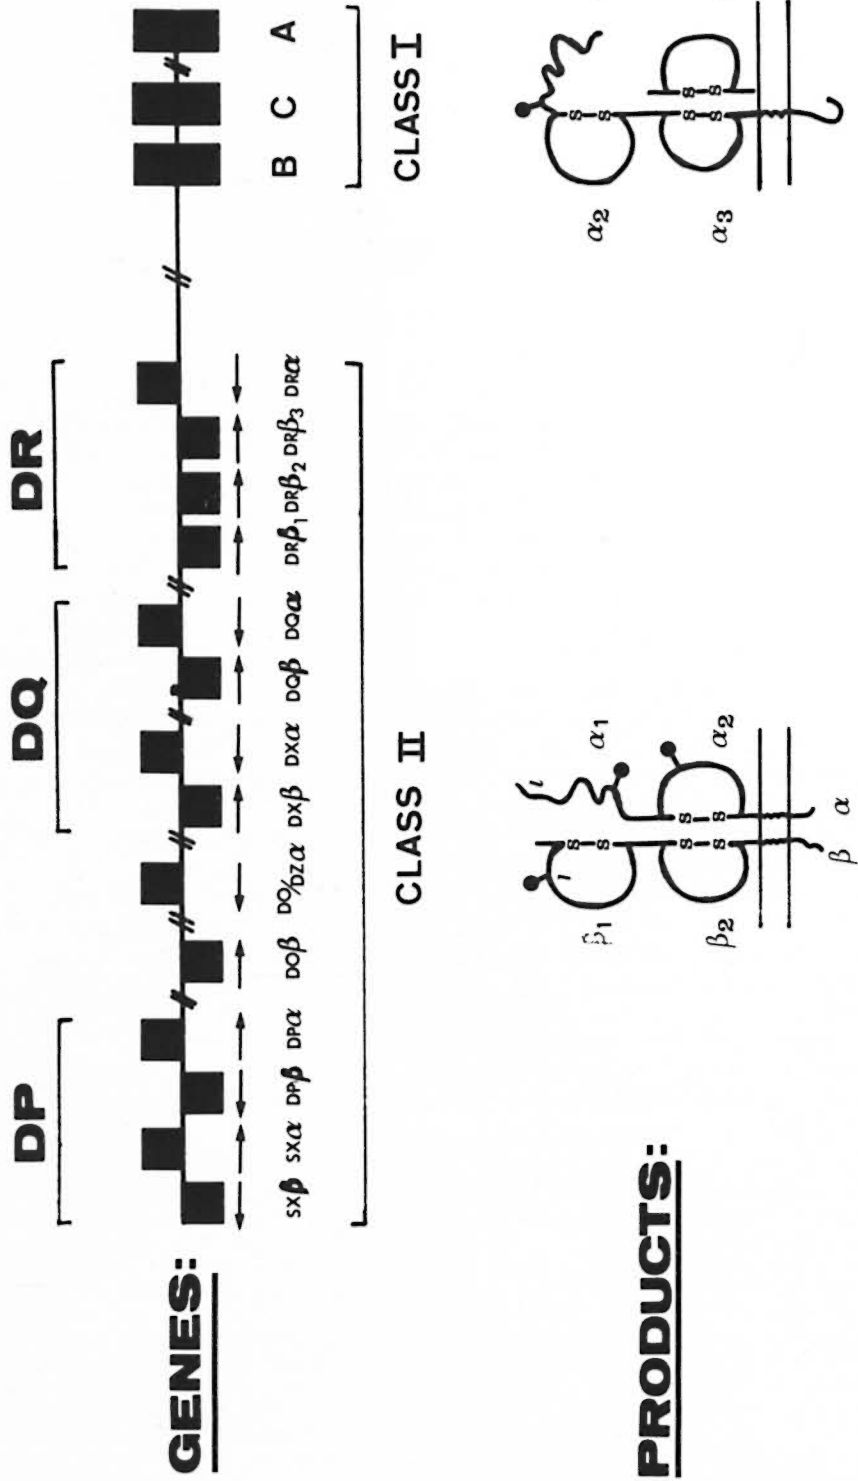 DP DQ DR
GENES:
SXβ SXα DPβ DPα DOβ DO/DZα DXβ DXα DQβ DQα DRβ1 DRβ2 DRβ3 DRα B C A
CLASS II CLASS I
PRODUCTS:
β1 α1 α2
S S S S
β2 α2 α3
S S S S S S
β α